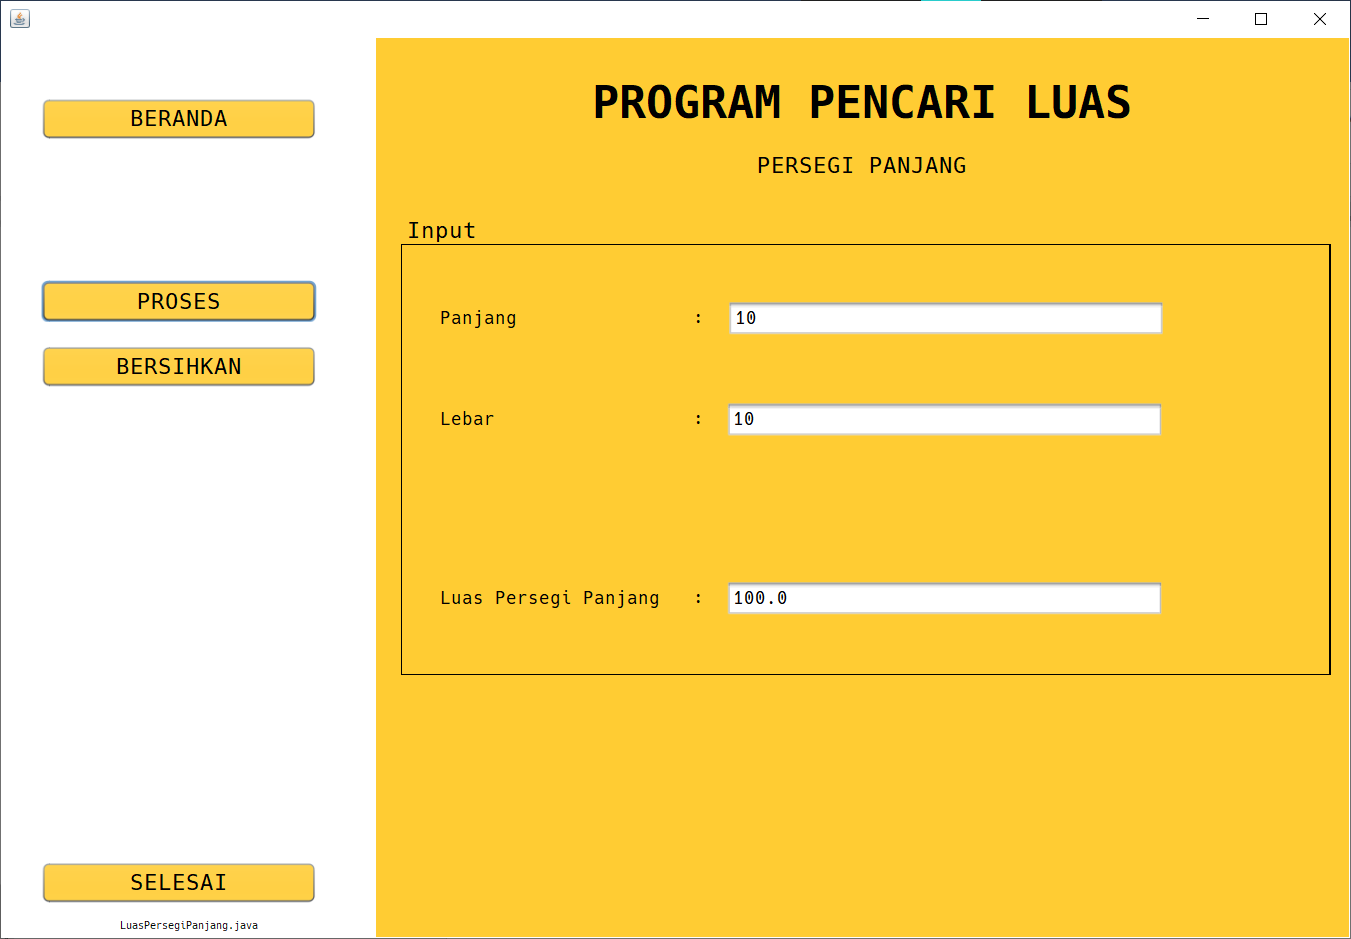 BERANDA
PROSES
BERSIHKAN
SELESAI
LuasPersegiPanjang.java
PROGRAM PENCARI LUAS
PERSEGI PANJANG
Input
Panjang : 10
Lebar : 10
Luas Persegi Panjang : 100.0